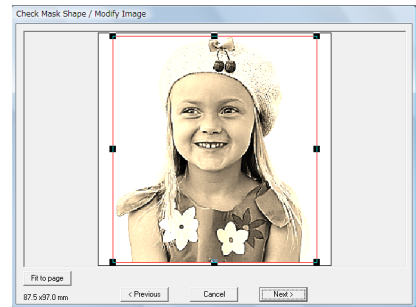 Check Mask Shape / Modify Image
Fit to page
87.5 x97.0 mm
< Previous
Cancel
Next >